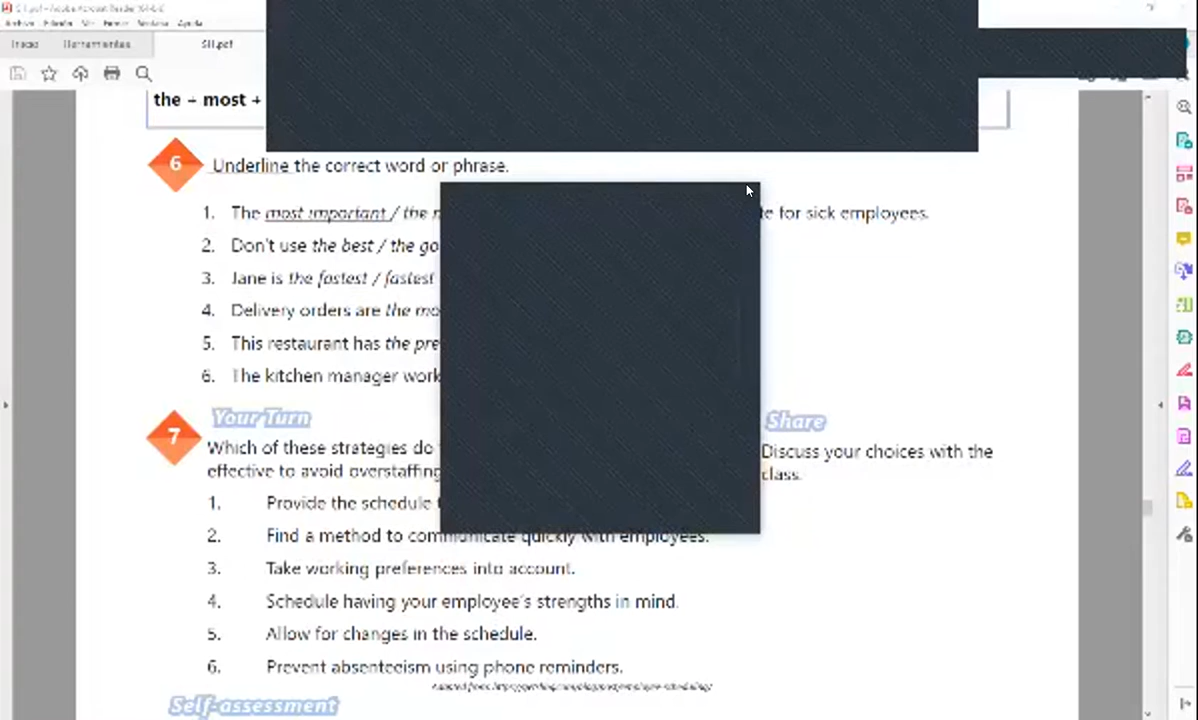 Inicio Herramientas SII.pdf
the + most +
6 Underline the correct word or phrase.
1. The most important / the e for sick employees.
2. Don't use the best / the go
3. Jane is the fastest / fastest
4. Delivery orders are the mo
5. This restaurant has the pre
6. The kitchen manager work
Your Turn
7 Which of these strategies do
effective to avoid overstaffing
Share
Discuss your choices with the
class.
1. Provide the schedule
2. Find a method to communicate quickly with employees.
3. Take working preferences into account.
4. Schedule having your employee's strengths in mind.
5. Allow for changes in the schedule.
6. Prevent absenteeism using phone reminders.
Self-assessment